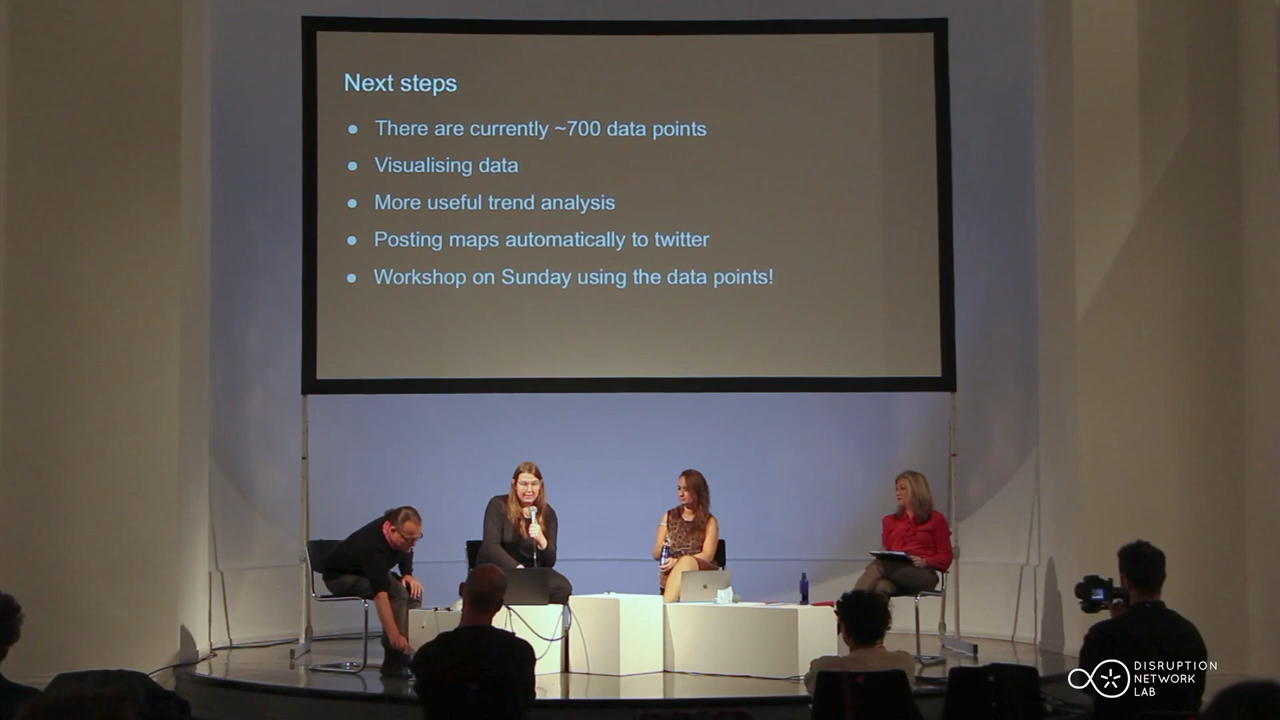 Next steps
There are currently ~700 data points
Visualising data
More useful trend analysis
Posting maps automatically to twitter
Workshop on Sunday using the data points!
DISRUPTION
NETWORK
LAB